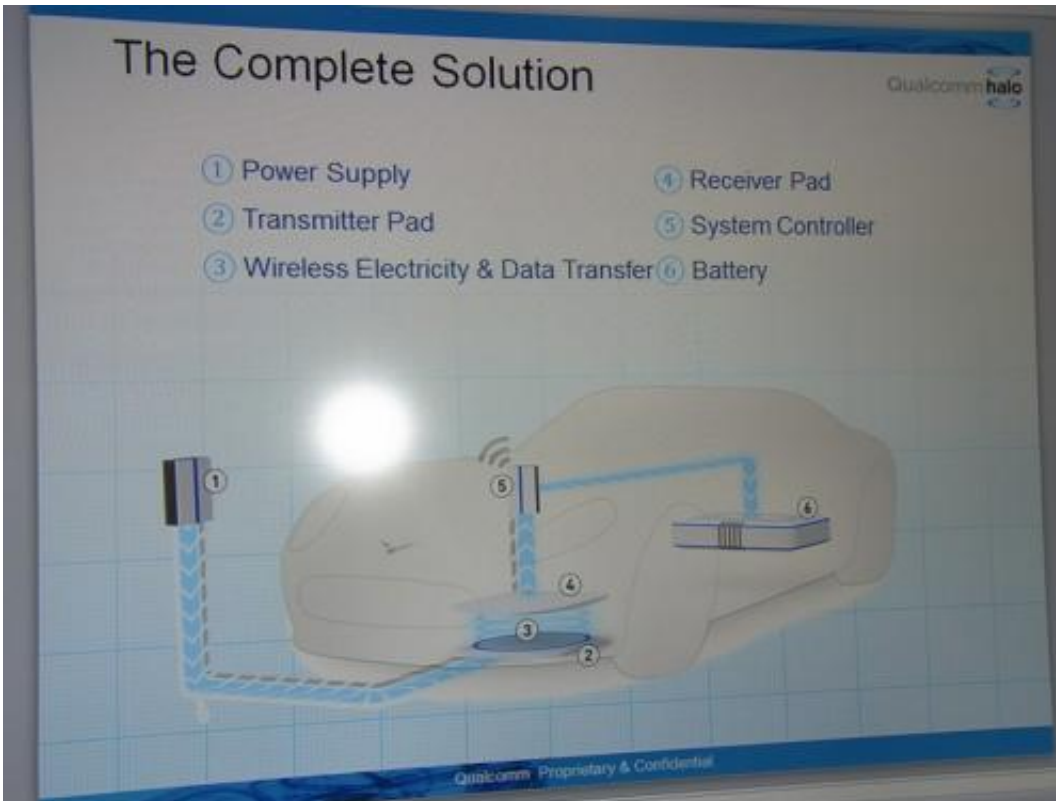 The Complete Solution
Qualcomm halo
① Power Supply
② Transmitter Pad
③ Wireless Electricity & Data Transfer
④ Receiver Pad
⑤ System Controller
⑥ Battery
1
5
6
4
3
2
Qualcomm Proprietary & Confidential